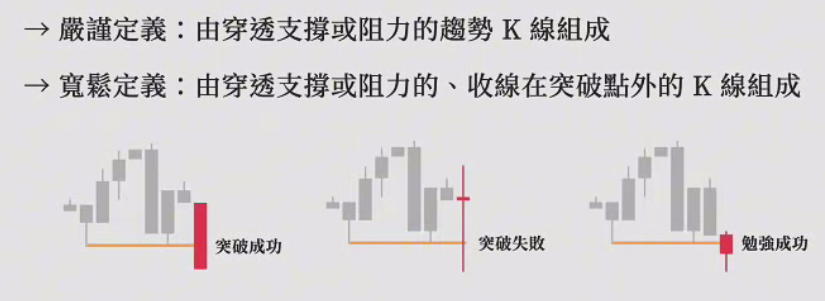 → 嚴謹定義：由穿透支撐或阻力的趨勢 K 線組成
→ 寬鬆定義：由穿透支撐或阻力的、收線在突破點外的 K 線組成
突破成功
突破失敗
勉強成功